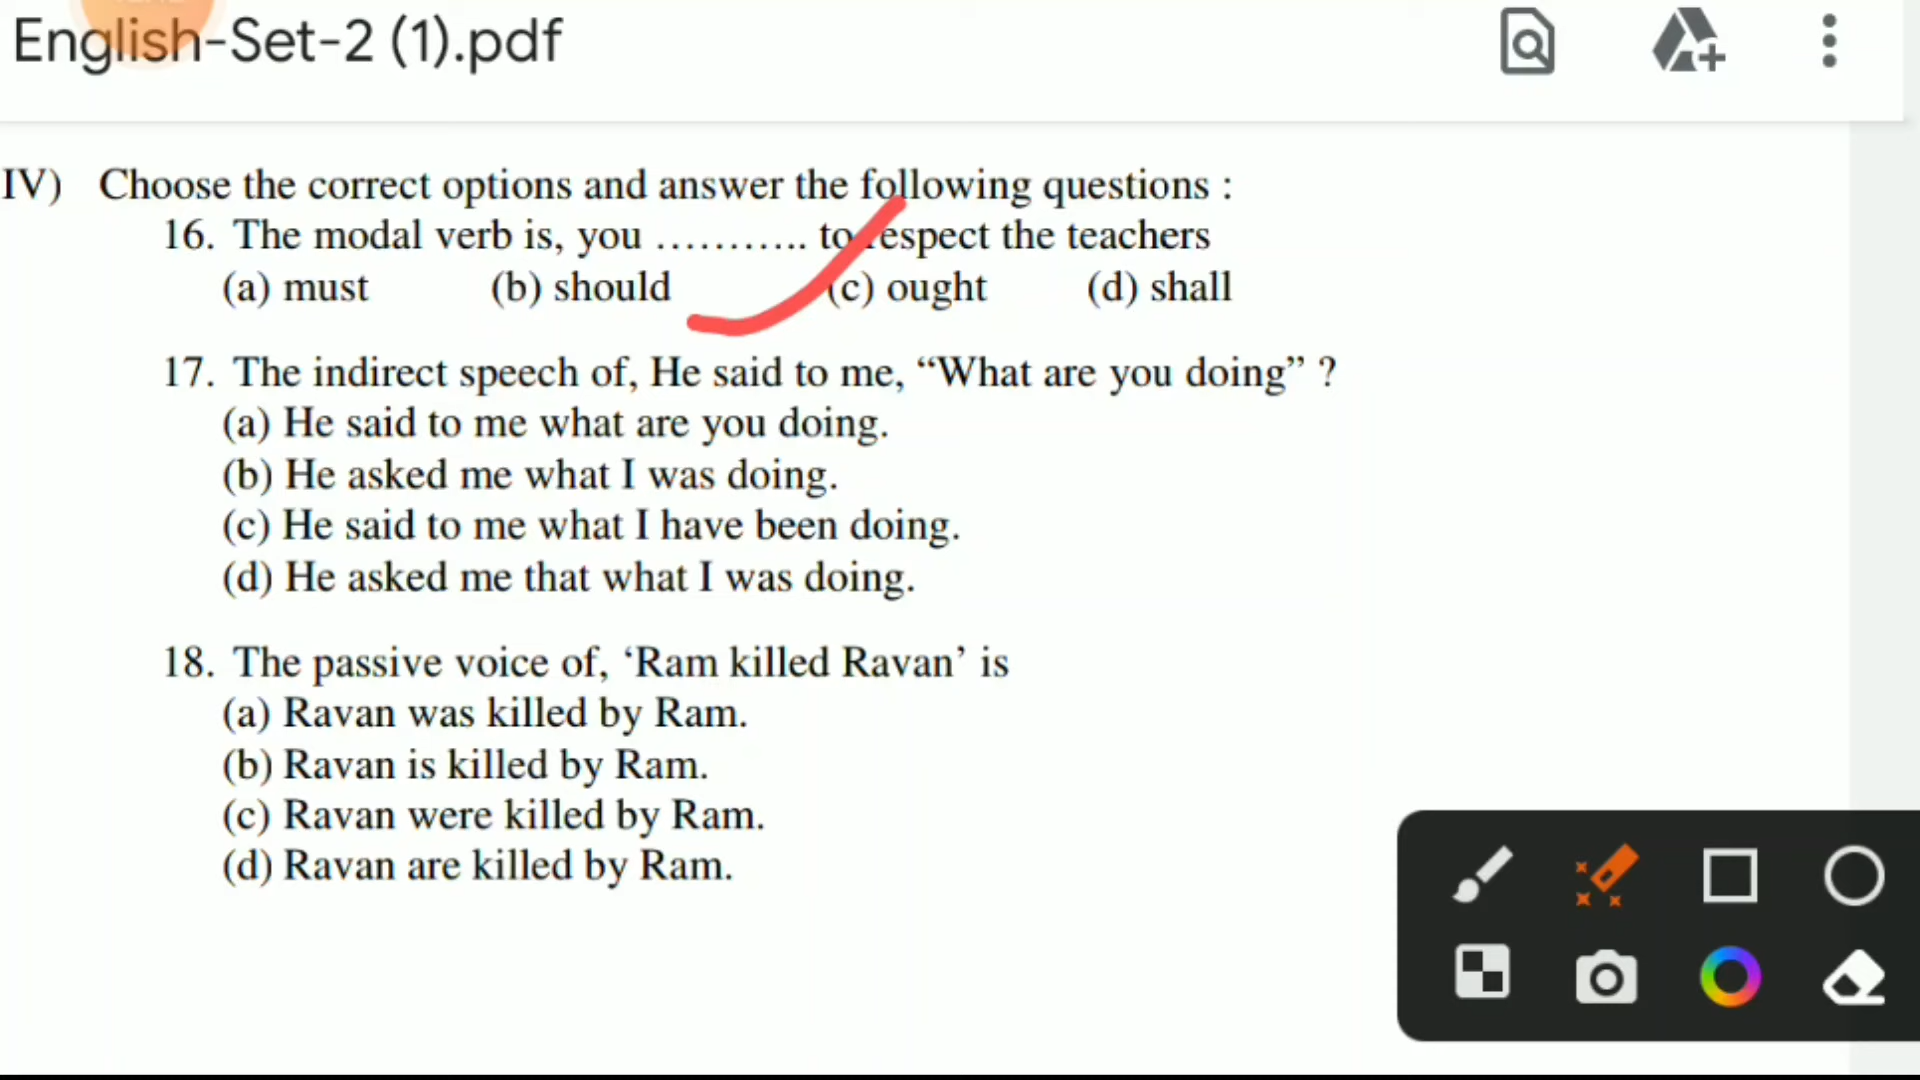 English-Set-2 (1).pdf
IV) Choose the correct options and answer the following questions :
16. The modal verb is, you ........... to respect the teachers
(a) must (b) should (c) ought (d) shall
17. The indirect speech of, He said to me, “What are you doing” ?
(a) He said to me what are you doing.
(b) He asked me what I was doing.
(c) He said to me what I have been doing.
(d) He asked me that what I was doing.
18. The passive voice of, ‘Ram killed Ravan’ is
(a) Ravan was killed by Ram.
(b) Ravan is killed by Ram.
(c) Ravan were killed by Ram.
(d) Ravan are killed by Ram.